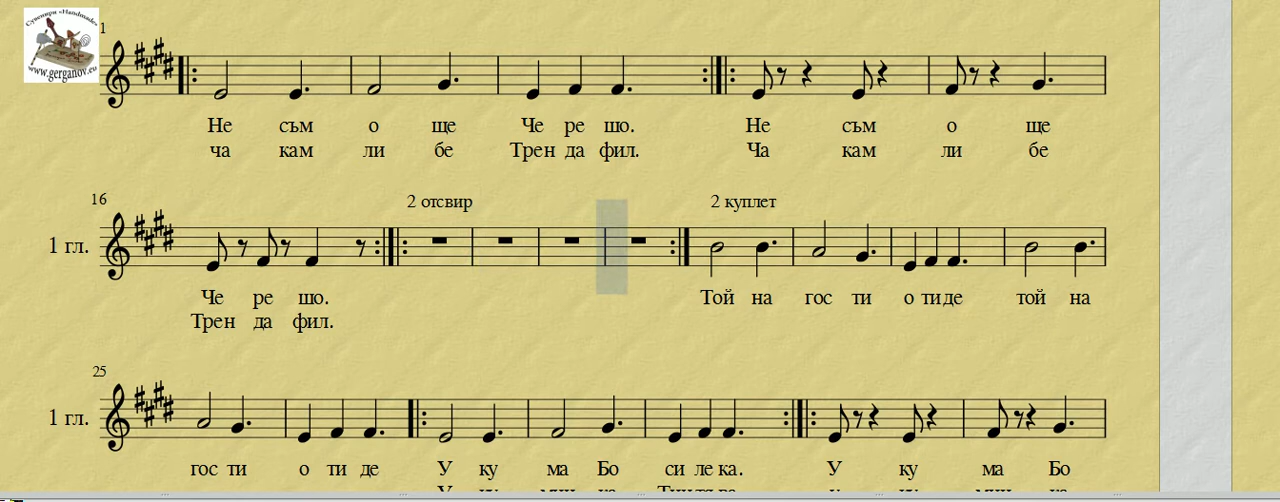 Сувенири «Handmade»
www.gerganov.eu
1
Не съм о ще Че ре шо. Не съм о ще
ча кам ли бе Трен да фил. Ча кам ли бе
16
2 отсвир 2 куплет
1 гл.
Че ре шо. Той на гос ти о ти де той на
Трен да фил.
25
1 гл.
гос ти о ти де У ку ма Бо си ле ка. У ку ма Бо